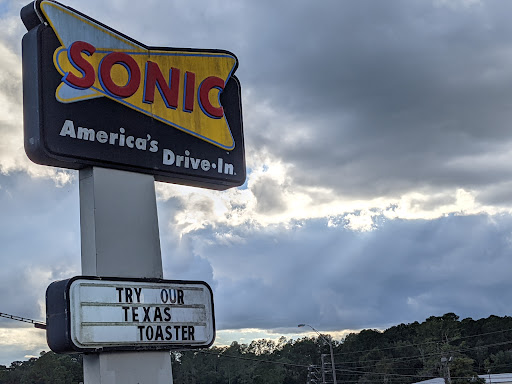 SONIC
America's
Drive-In
TRY OUR
TEXAS
TOASTER